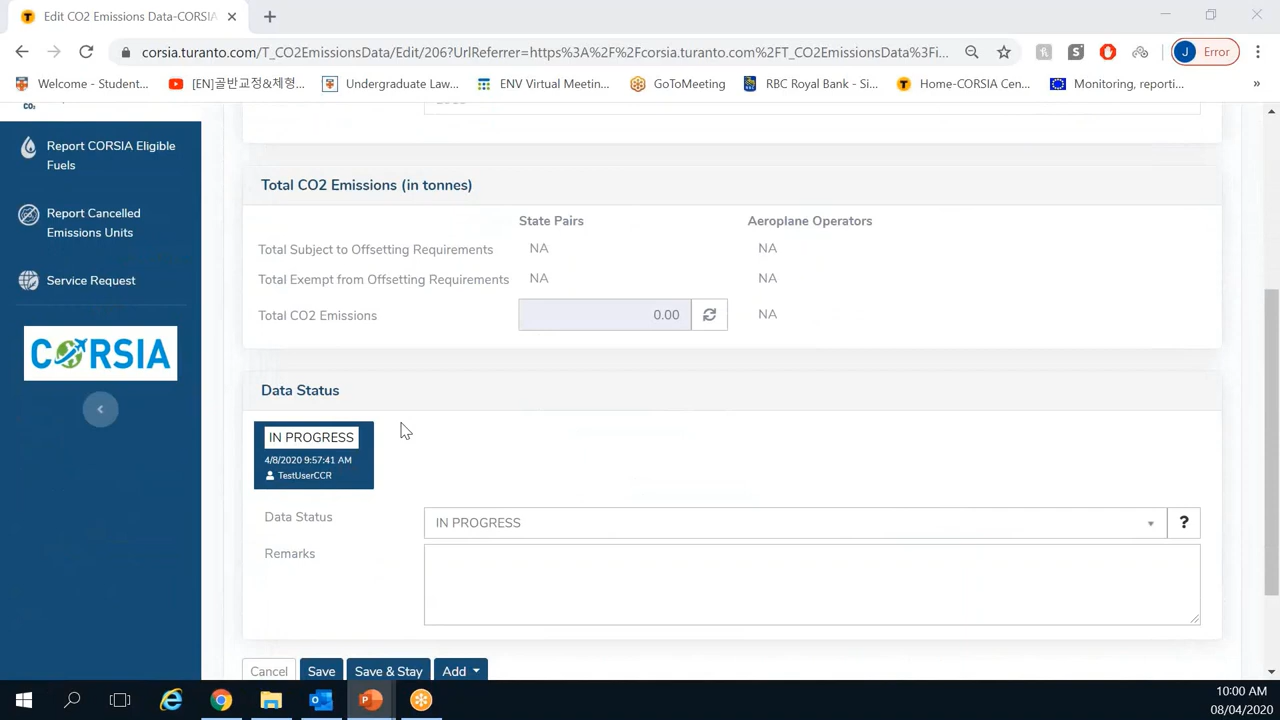 Edit CO2 Emissions Data-CORSIA
corsia.turanto.com/T_CO2EmissionsData/Edit/206?UrlReferrer=https%3A%2F%2Fcorsia.turanto.com%2FT_CO2EmissionsData%3Fi...
J Error
Welcome - Student...
[EN]골반교정&체형...
Undergraduate Law...
ENV Virtual Meetin...
GoToMeeting
RBC Royal Bank - Si...
Home-CORSIA Cen...
Monitoring, reporti...
»
CO₂
Report CORSIA Eligible
Fuels
Report Cancelled
Emissions Units
Service Request
CORSIA
Total CO2 Emissions (in tonnes)
State Pairs Aeroplane Operators
Total Subject to Offsetting Requirements NA NA
Total Exempt from Offsetting Requirements NA NA
Total CO2 Emissions 0.00 NA
Data Status
IN PROGRESS
4/8/2020 9:57:41 AM
TestUserCCR
Data Status IN PROGRESS ?
Remarks
Cancel Save Save & Stay Add
10:00 AM
08/04/2020